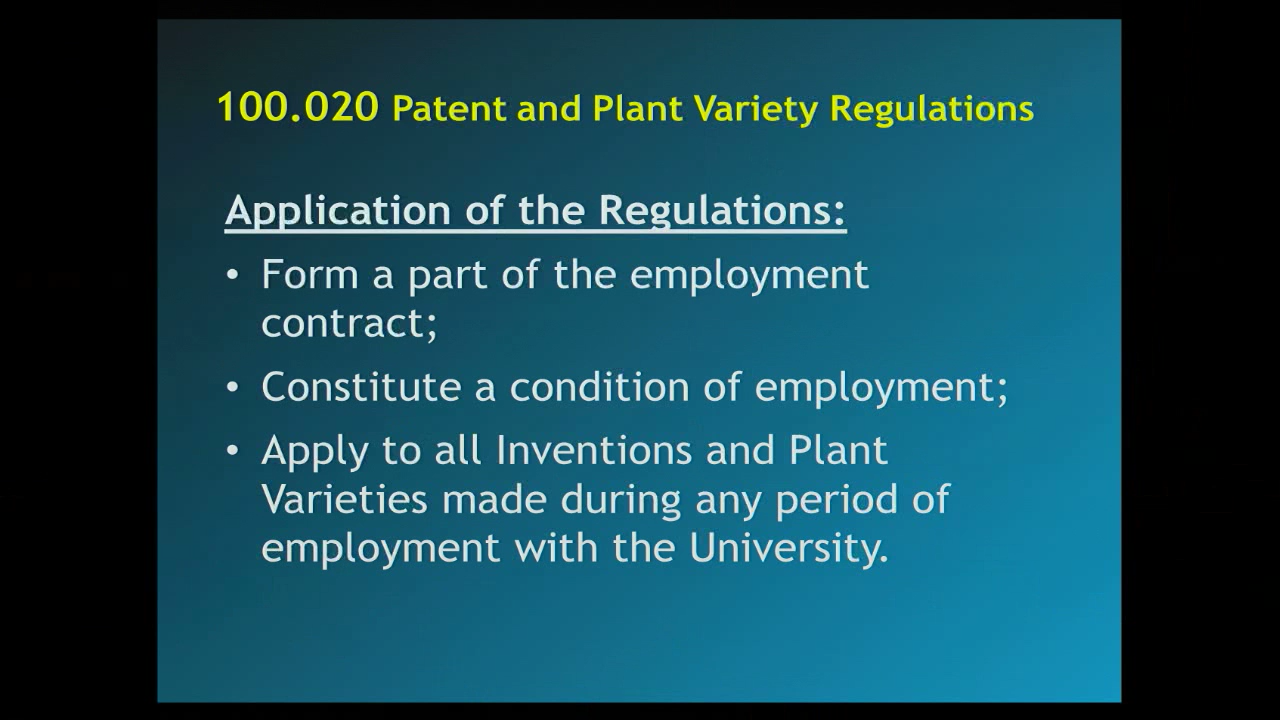 100.020 Patent and Plant Variety Regulations
Application of the Regulations:
• Form a part of the employment
contract;
• Constitute a condition of employment;
• Apply to all Inventions and Plant
Varieties made during any period of
employment with the University.